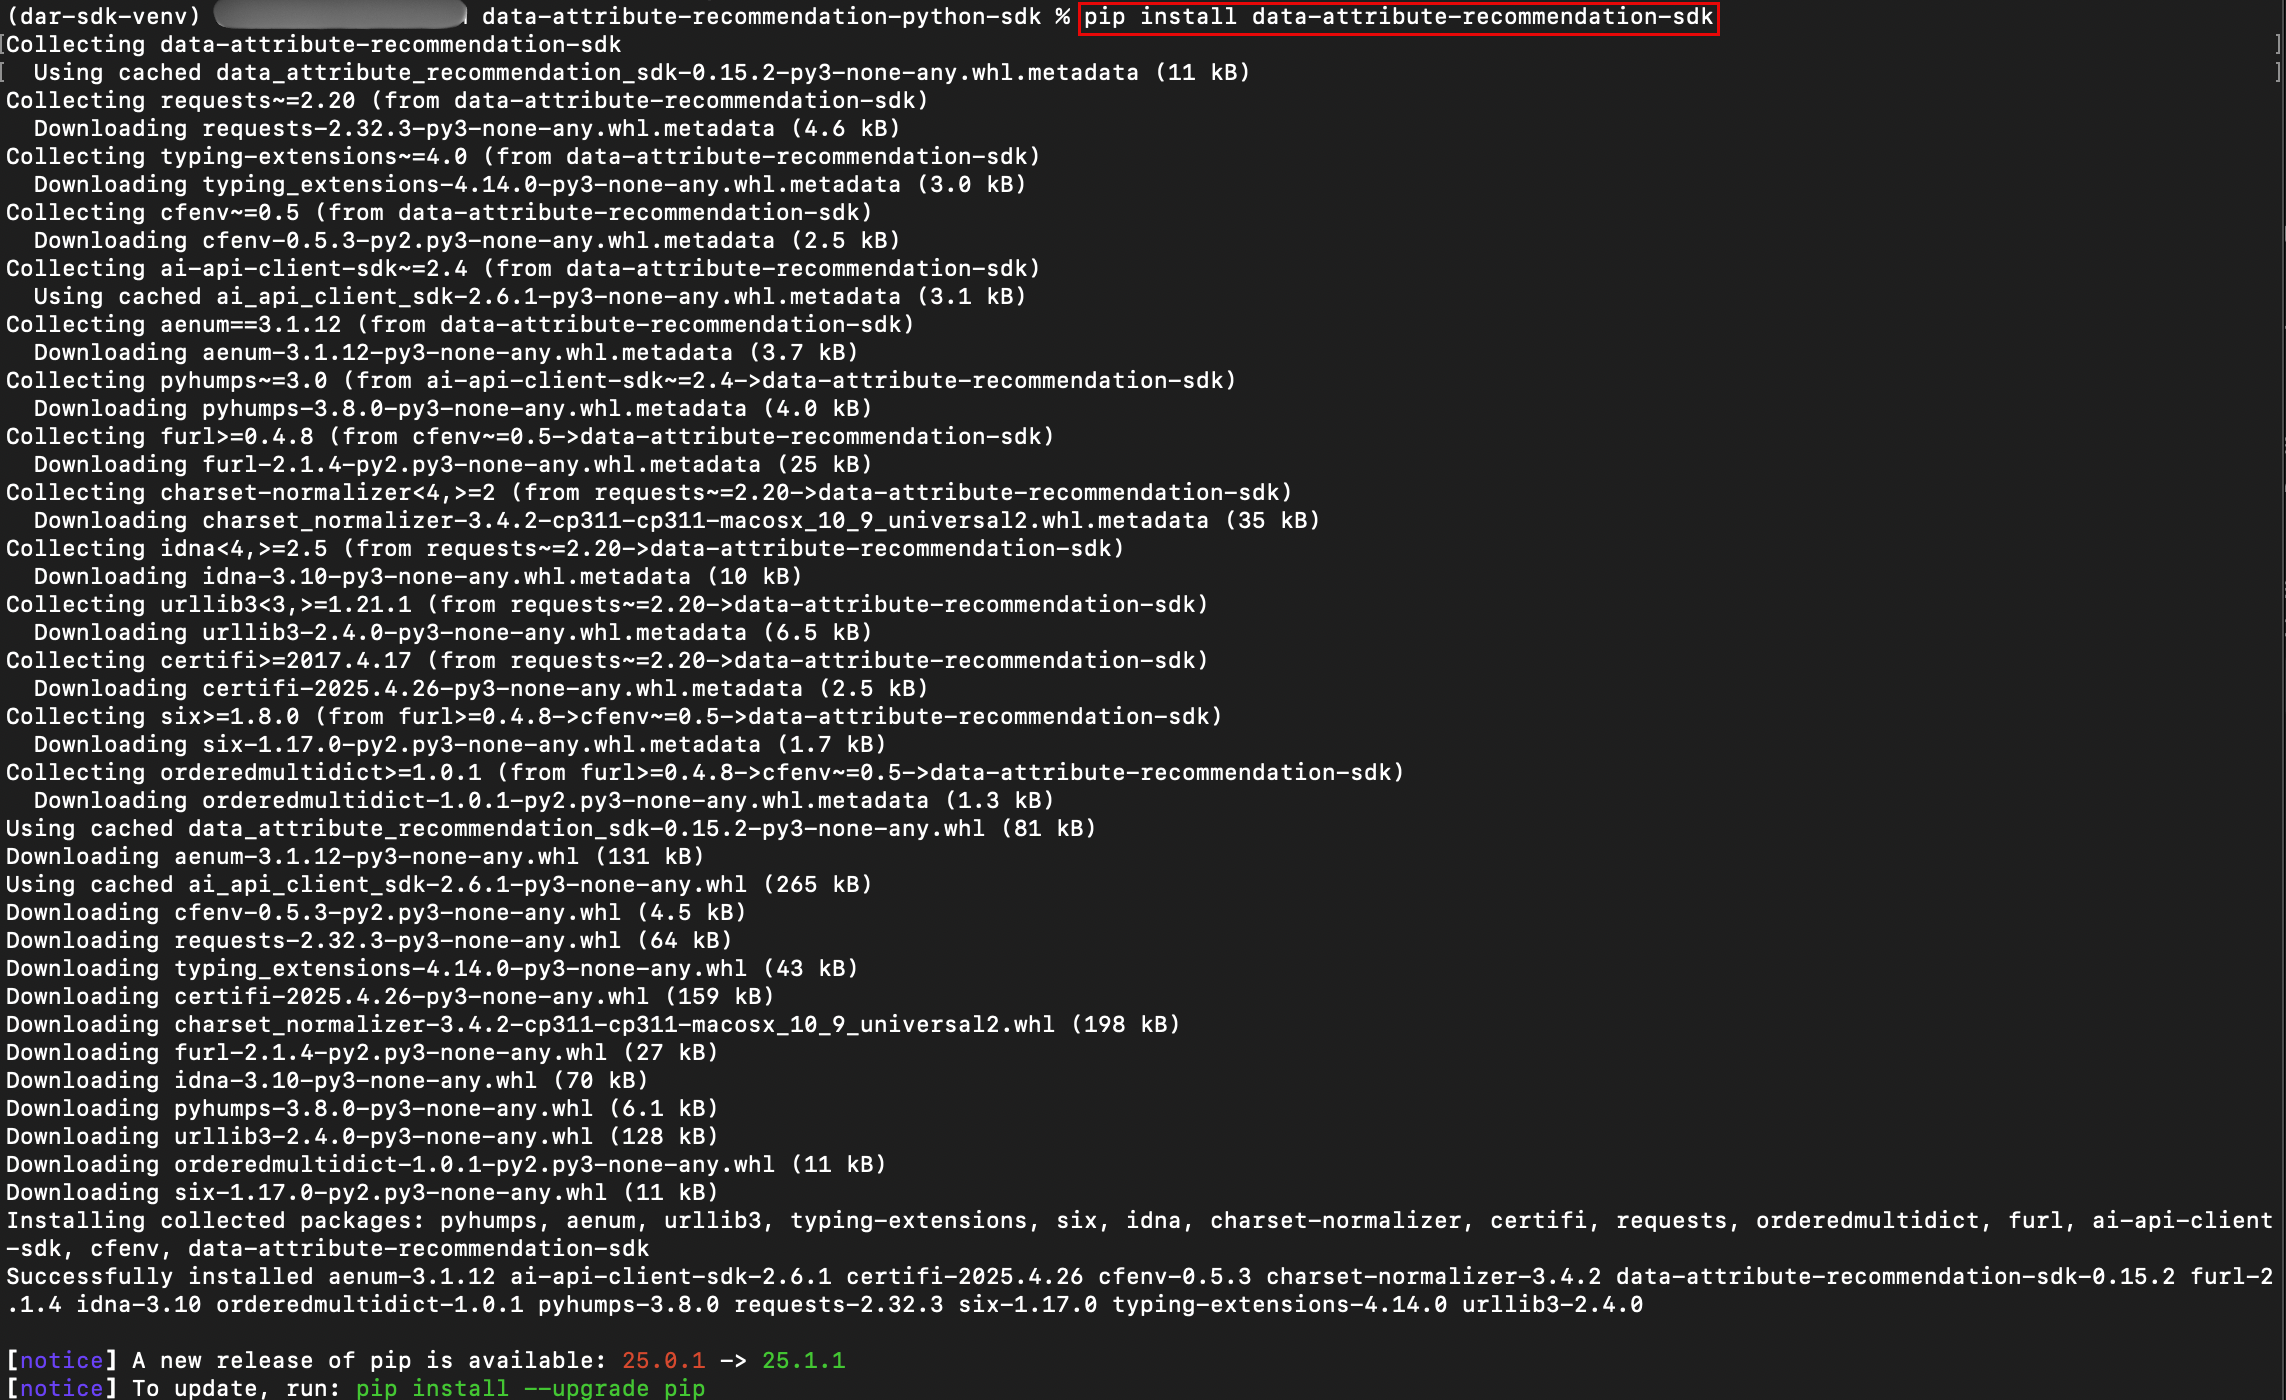 (dar-sdk-venv) data-attribute-recommendation-python-sdk % pip install data-attribute-recommendation-sdk
[Collecting data-attribute-recommendation-sdk ]
[  Using cached data_attribute_recommendation_sdk-0.15.2-py3-none-any.whl.metadata (11 kB) ]
Collecting requests~=2.20 (from data-attribute-recommendation-sdk)
  Downloading requests-2.32.3-py3-none-any.whl.metadata (4.6 kB)
Collecting typing-extensions~=4.0 (from data-attribute-recommendation-sdk)
  Downloading typing_extensions-4.14.0-py3-none-any.whl.metadata (3.0 kB)
Collecting cfenv~=0.5 (from data-attribute-recommendation-sdk)
  Downloading cfenv-0.5.3-py2.py3-none-any.whl.metadata (2.5 kB)
Collecting ai-api-client-sdk~=2.4 (from data-attribute-recommendation-sdk)
  Using cached ai_api_client_sdk-2.6.1-py3-none-any.whl.metadata (3.1 kB)
Collecting aenum==3.1.12 (from data-attribute-recommendation-sdk)
  Downloading aenum-3.1.12-py3-none-any.whl.metadata (3.7 kB)
Collecting pyhumps~=3.0 (from ai-api-client-sdk~=2.4->data-attribute-recommendation-sdk)
  Downloading pyhumps-3.8.0-py3-none-any.whl.metadata (4.0 kB)
Collecting furl>=0.4.8 (from cfenv~=0.5->data-attribute-recommendation-sdk)
  Downloading furl-2.1.4-py2.py3-none-any.whl.metadata (25 kB)
Collecting charset-normalizer<4,>=2 (from requests~=2.20->data-attribute-recommendation-sdk)
  Downloading charset_normalizer-3.4.2-cp311-cp311-macosx_10_9_universal2.whl.metadata (35 kB)
Collecting idna<4,>=2.5 (from requests~=2.20->data-attribute-recommendation-sdk)
  Downloading idna-3.10-py3-none-any.whl.metadata (10 kB)
Collecting urllib3<3,>=1.21.1 (from requests~=2.20->data-attribute-recommendation-sdk)
  Downloading urllib3-2.4.0-py3-none-any.whl.metadata (6.5 kB)
Collecting certifi>=2017.4.17 (from requests~=2.20->data-attribute-recommendation-sdk)
  Downloading certifi-2025.4.26-py3-none-any.whl.metadata (2.5 kB)
Collecting six>=1.8.0 (from furl>=0.4.8->cfenv~=0.5->data-attribute-recommendation-sdk)
  Downloading six-1.17.0-py2.py3-none-any.whl.metadata (1.7 kB)
Collecting orderedmultidict>=1.0.1 (from furl>=0.4.8->cfenv~=0.5->data-attribute-recommendation-sdk)
  Downloading orderedmultidict-1.0.1-py2.py3-none-any.whl.metadata (1.3 kB)
Using cached data_attribute_recommendation_sdk-0.15.2-py3-none-any.whl (81 kB)
Downloading aenum-3.1.12-py3-none-any.whl (131 kB)
Using cached ai_api_client_sdk-2.6.1-py3-none-any.whl (265 kB)
Downloading cfenv-0.5.3-py2.py3-none-any.whl (4.5 kB)
Downloading requests-2.32.3-py3-none-any.whl (64 kB)
Downloading typing_extensions-4.14.0-py3-none-any.whl (43 kB)
Downloading certifi-2025.4.26-py3-none-any.whl (159 kB)
Downloading charset_normalizer-3.4.2-cp311-cp311-macosx_10_9_universal2.whl (198 kB)
Downloading furl-2.1.4-py2.py3-none-any.whl (27 kB)
Downloading idna-3.10-py3-none-any.whl (70 kB)
Downloading pyhumps-3.8.0-py3-none-any.whl (6.1 kB)
Downloading urllib3-2.4.0-py3-none-any.whl (128 kB)
Downloading orderedmultidict-1.0.1-py2.py3-none-any.whl (11 kB)
Downloading six-1.17.0-py2.py3-none-any.whl (11 kB)
Installing collected packages: pyhumps, aenum, urllib3, typing-extensions, six, idna, charset-normalizer, certifi, requests, orderedmultidict, furl, ai-api-client
-sdk, cfenv, data-attribute-recommendation-sdk
Successfully installed aenum-3.1.12 ai-api-client-sdk-2.6.1 certifi-2025.4.26 cfenv-0.5.3 charset-normalizer-3.4.2 data-attribute-recommendation-sdk-0.15.2 furl-2
.1.4 idna-3.10 orderedmultidict-1.0.1 pyhumps-3.8.0 requests-2.32.3 six-1.17.0 typing-extensions-4.14.0 urllib3-2.4.0
[notice] A new release of pip is available: 25.0.1 -> 25.1.1
[notice] To update, run: pip install --upgrade pip